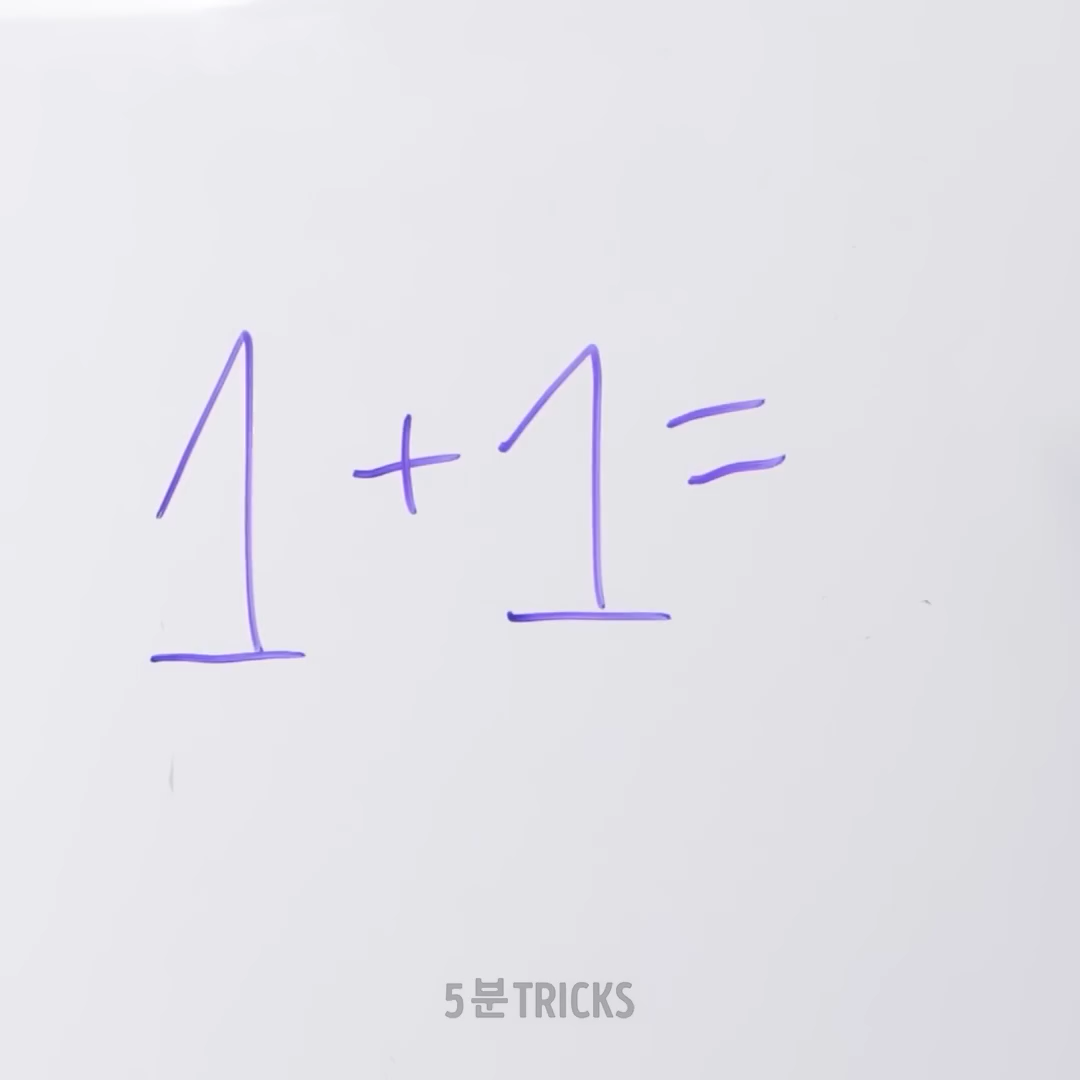 1 + 1 =
5분TRICKS